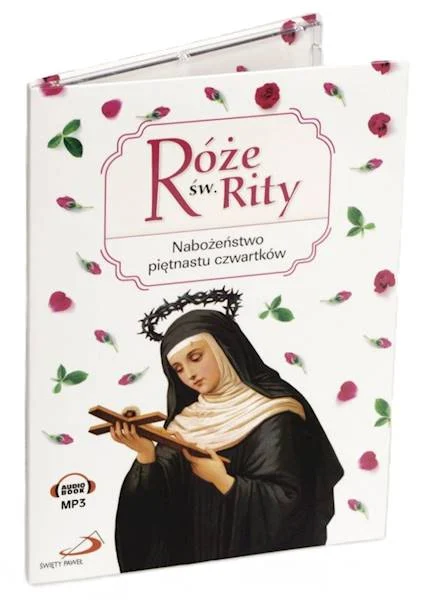 Róże
św. Rity
Nabożeństwo
piętnastu czwartków
AUDIO
BOOK
MP3
ŚWIĘTY PAWEŁ